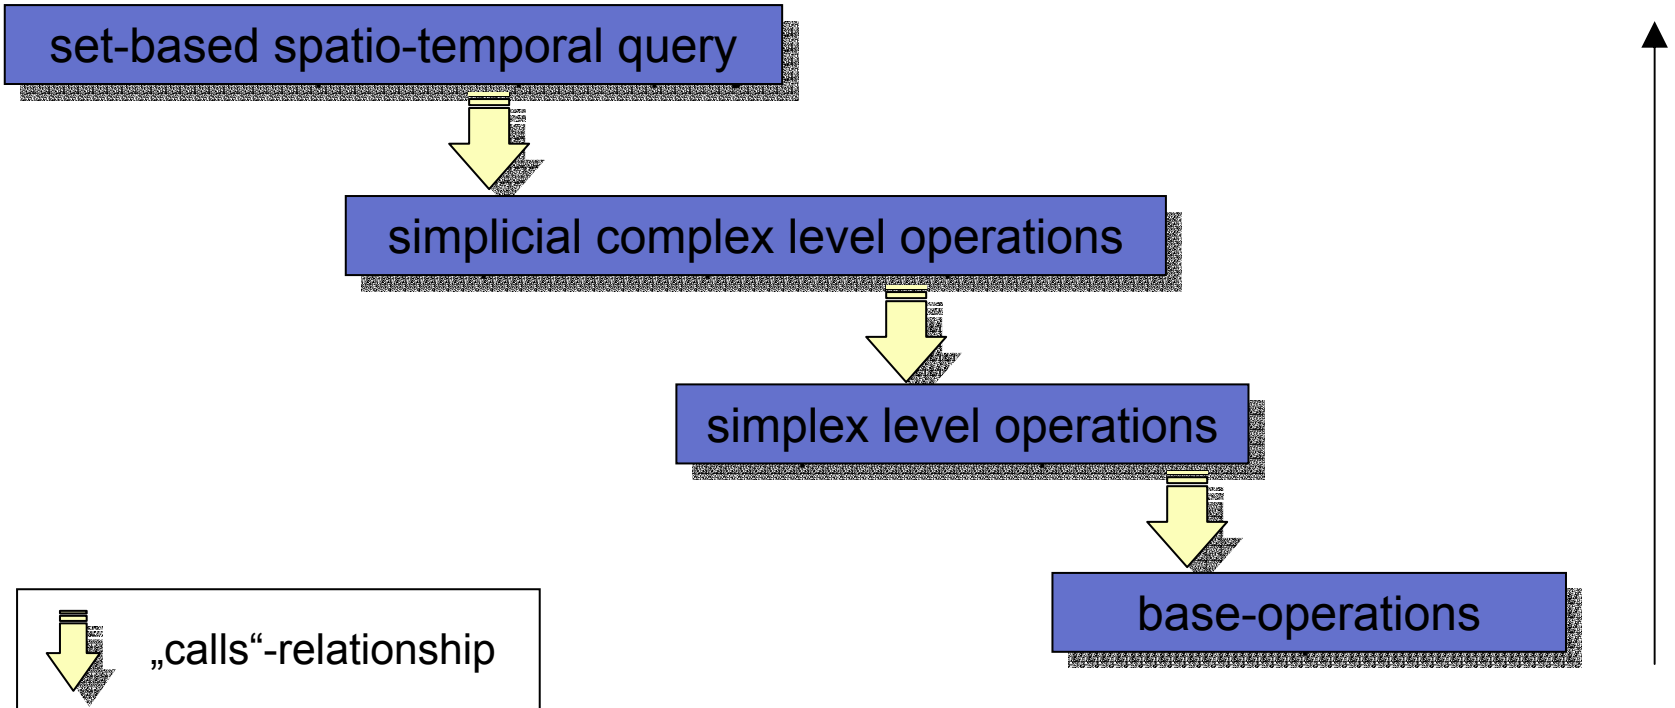 set-based spatio-temporal query
simplicial complex level operations
simplex level operations
base-operations
„calls“-relationship